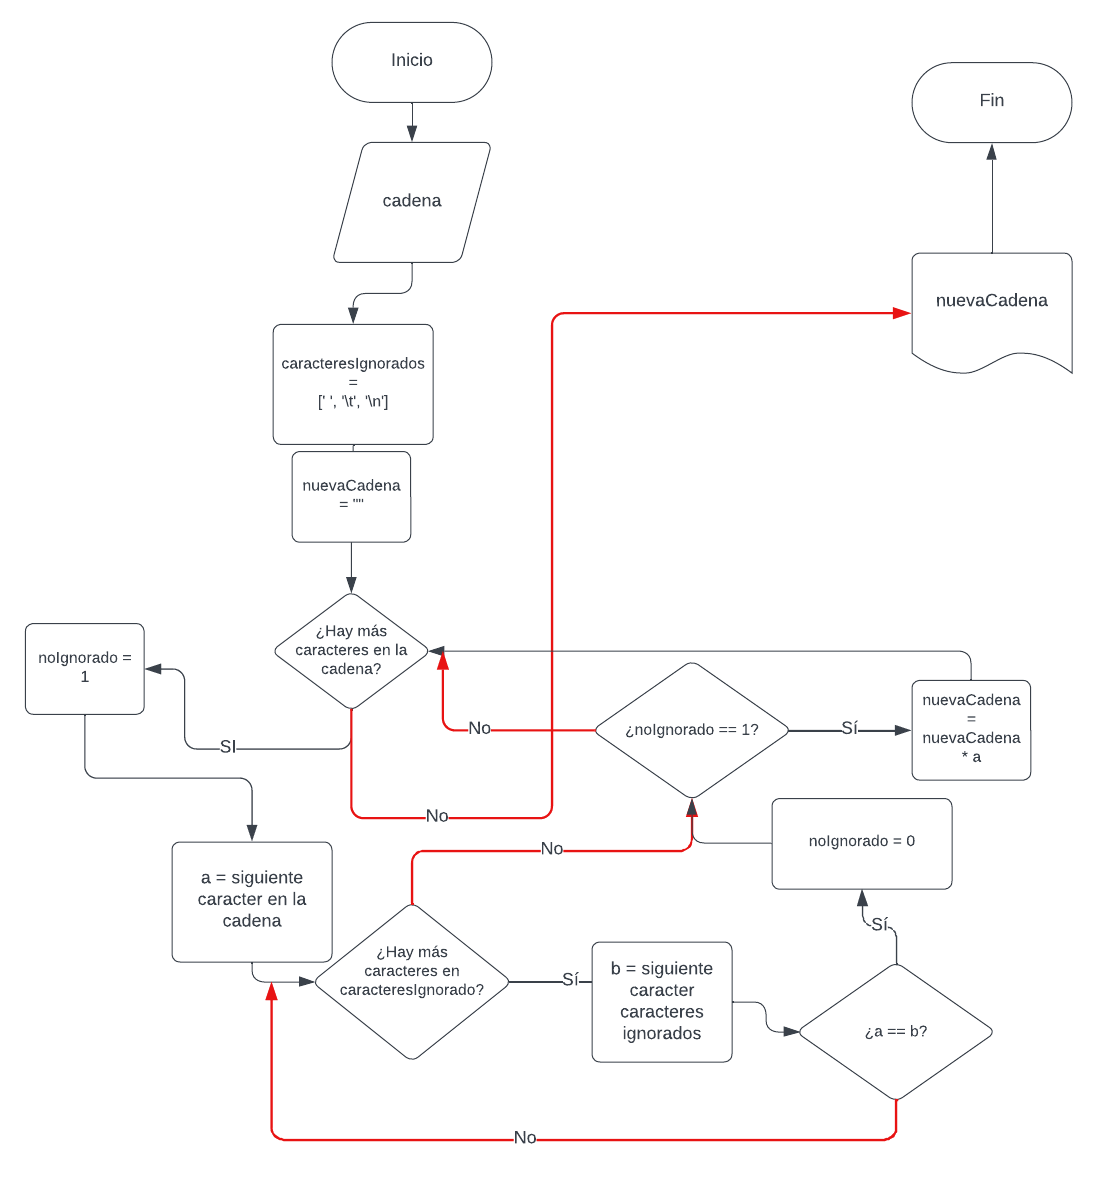 Inicio
Fin
cadena
nuevaCadena
caracteresIgnorados
=
[' ', '\t', '\n']
nuevaCadena
= ""
¿Hay más
caracteres en la
cadena?
noIgnorado =
1
SI
No
No
¿noIgnorado == 1?
Sí
nuevaCadena
=
nuevaCadena
* a
a = siguiente
caracter en la
cadena
No
noIgnorado = 0
Sí
¿Hay más
caracteres en
caracteresIgnorado?
Sí
b = siguiente
caracter
caracteres
ignorados
¿a == b?
No